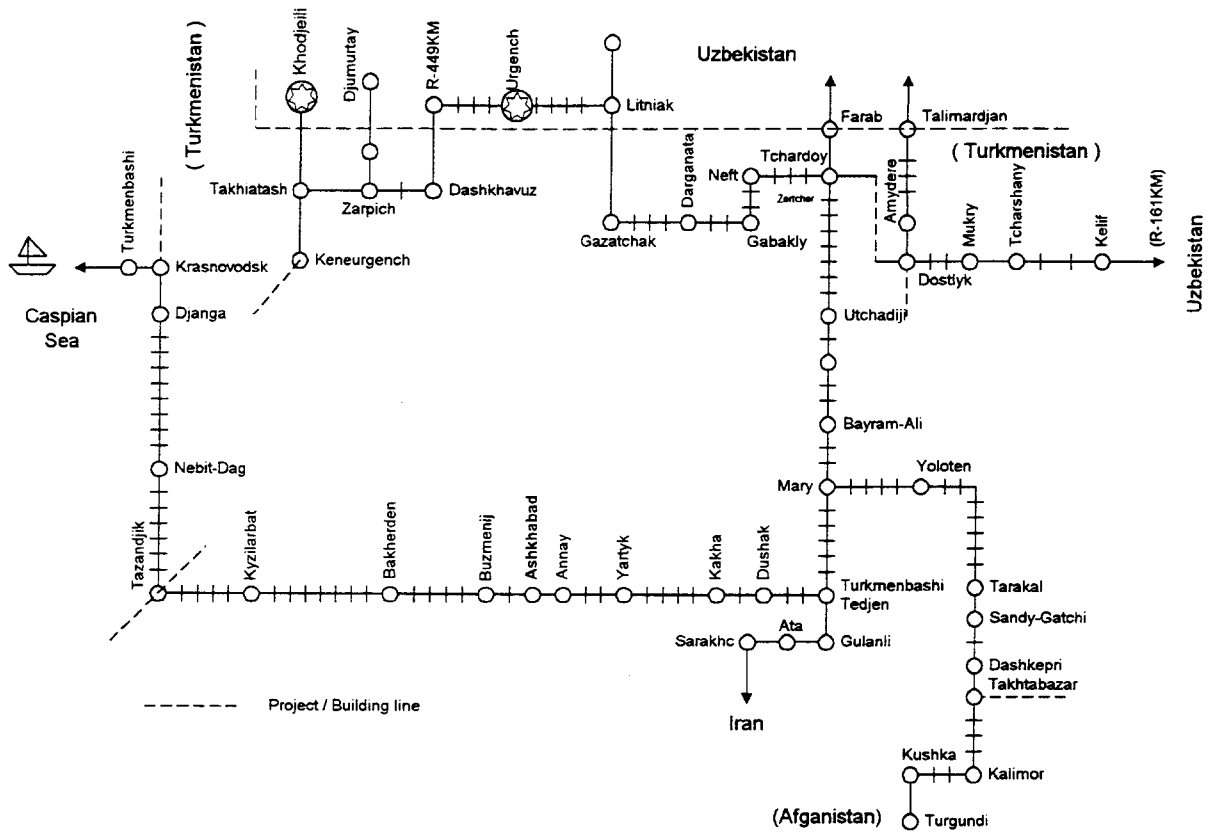 Uzbekistan
( Turkmenistan )
Khodjeili
Djumurtay
R-449KM
Urgench
Litniak
Farab
Talimardjan
( Turkmenistan )
Tchardoy
Neft
Zertcher
Darganata
Takhiatash
Zarpich
Dashkhavuz
Gazatchak
Gabakly
Amydere
Mukry
Tcharshany
Kelif
(R-161KM)
Uzbekistan
Turkmenbashi
Krasnovodsk
Keneurgench
Dostlyk
Caspian
Sea
Djanga
Utchadiji
Bayram-Ali
Nebit-Dag
Mary
Yoloten
Tazandjik
Kyzilarbat
Bakherden
Buzmenij
Ashkhabad
Annay
Yartyk
Kakha
Dushak
Turkmenbashi
Tedjen
Tarakal
Sandy-Gatchi
Sarakhc
Ata
Gulanli
Dashkepri
Takhtabazar
Project / Building line
Iran
Kushka
Kalimor
(Afganistan)
Turgundi